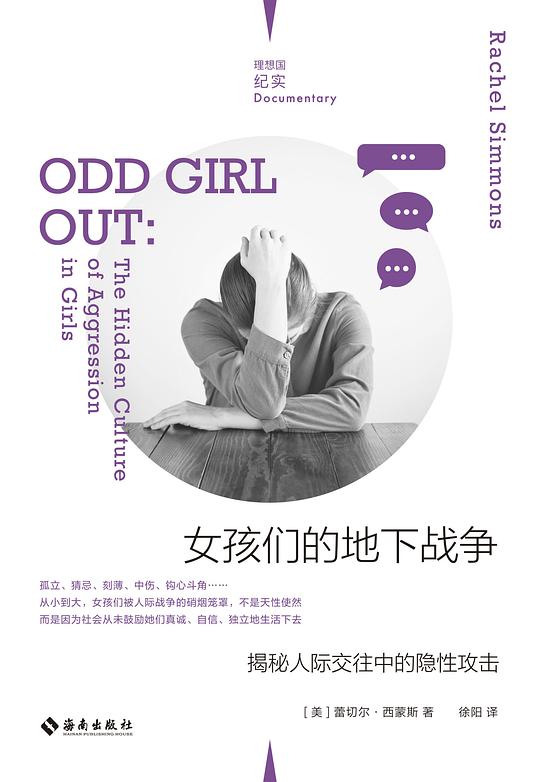 理想国
纪实
Documentary
Rachel Simmons
ODD GIRL
OUT:
The Hidden Culture
of Aggression
in Girls
女孩们的地下战争
孤立、猜忌、刻薄、中伤、钩心斗角……
从小到大，女孩们被人际战争的硝烟笼罩，不是天性使然
而是因为社会从未鼓励她们真诚、自信、独立地生活下去
揭秘人际交往中的隐性攻击
［美］蕾切尔·西蒙斯 著 徐阳 译
海南出版社
HAINAN PUBLISHING HOUSE